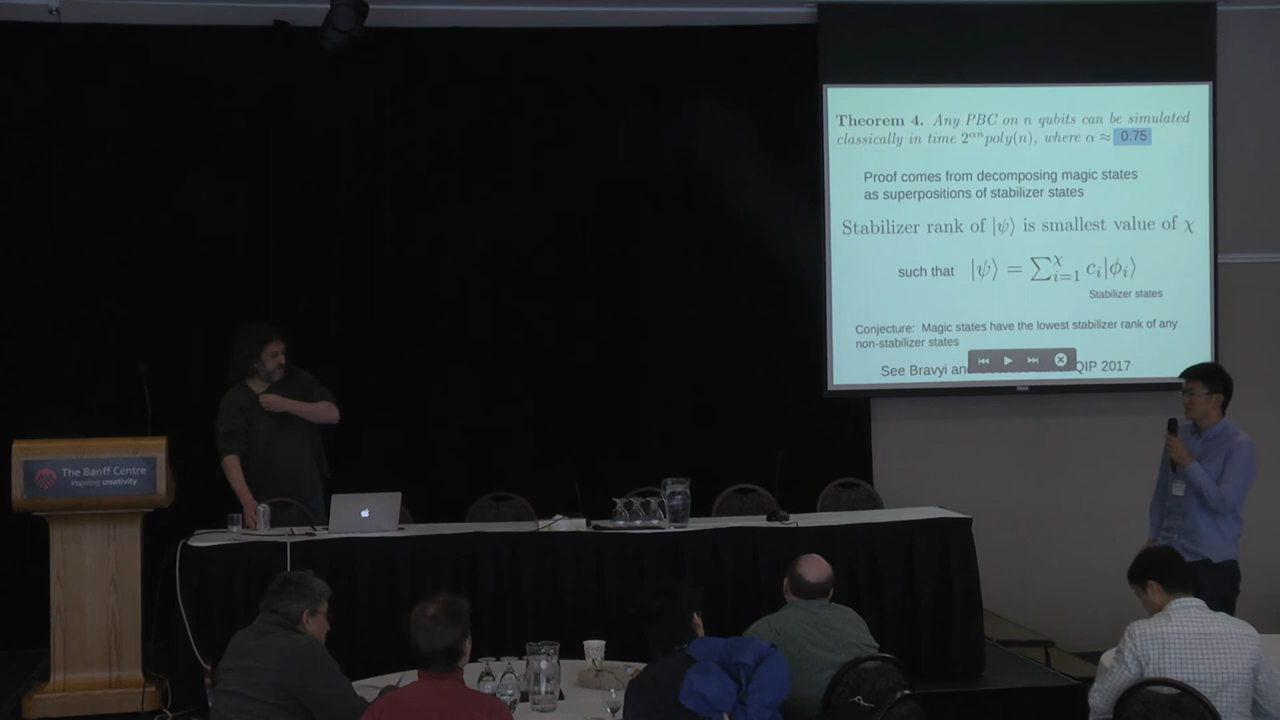 Theorem 4. Any PBC on n qubits can be simulated
classically in time 2^{αn}poly(n), where α ≈ 0.75
Proof comes from decomposing magic states
as superpositions of stabilizer states
Stabilizer rank of |ψ⟩ is smallest value of χ
such that |ψ⟩ = ∑_{i=1}^{χ} c_i|ϕ_i⟩
Stabilizer states
Conjecture: Magic states have the lowest stabilizer rank of any
non-stabilizer states
See Bravyi an QIP 2017
The Banff Centre
inspiring creativity